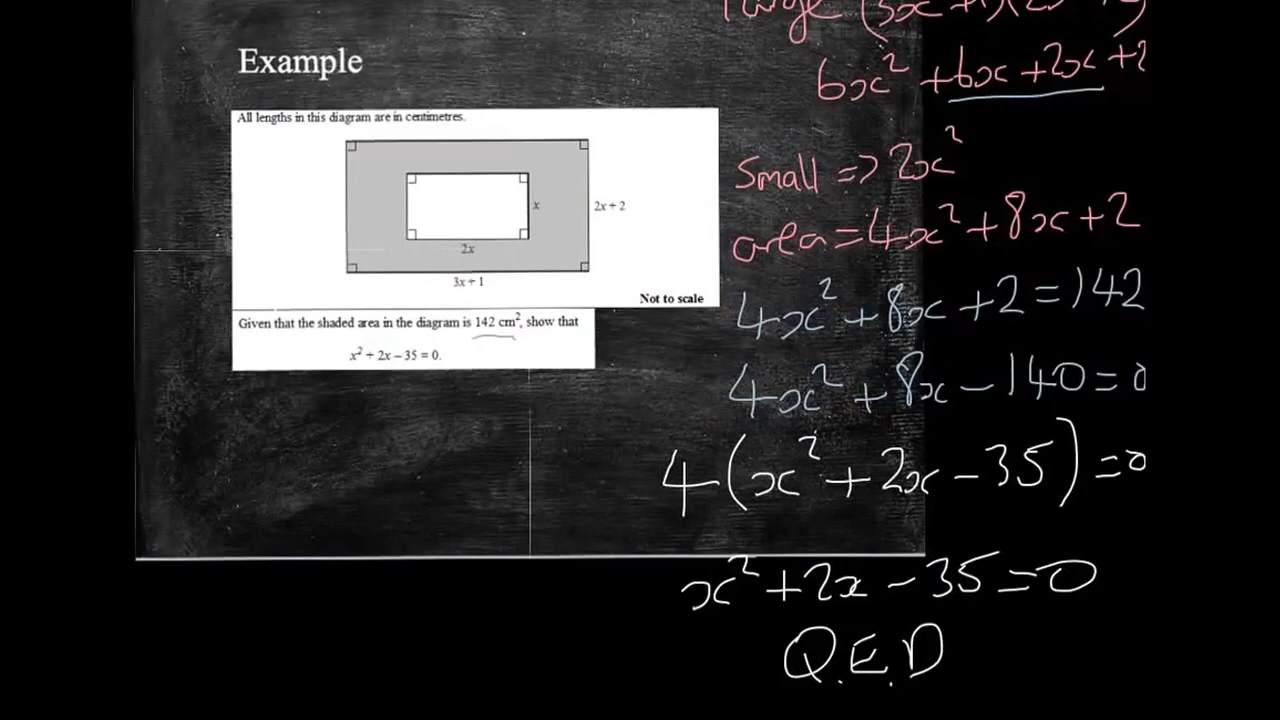 Example
All lengths in this diagram are in centimetres.
x
2x + 2
2x
3x + 1
Not to scale
Given that the shaded area in the diagram is 142 cm², show that
x² + 2x – 35 = 0.
6x² + 6x + 2x + 2
small => 2x²
area = 4x² + 8x + 2
4x² + 8x + 2 = 142
4x² + 8x - 140 = 0
4(x² + 2x - 35) = 0
x² + 2x - 35 = 0
Q.E.D